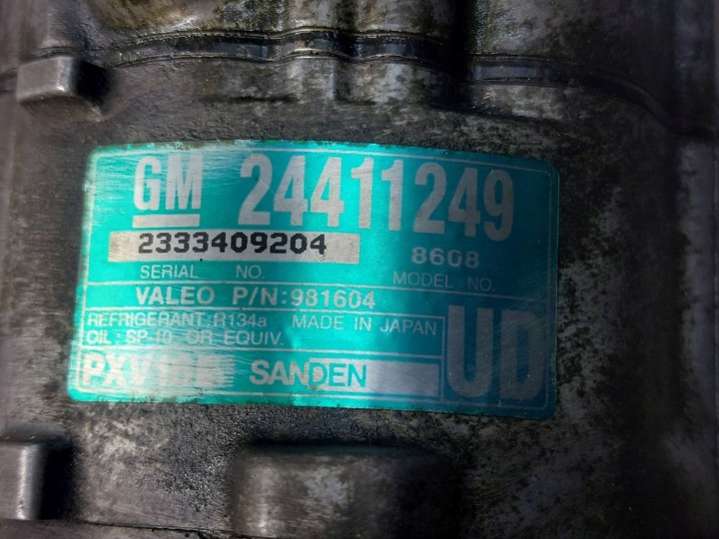 GM 24411249
2333409204 8608
SERIAL NO. MODEL NO.
VALEO P/N:981604
REFRIGERANT:R134a MADE IN JAPAN
OIL:SP-10 OR EQUIV. UD
SANDEN